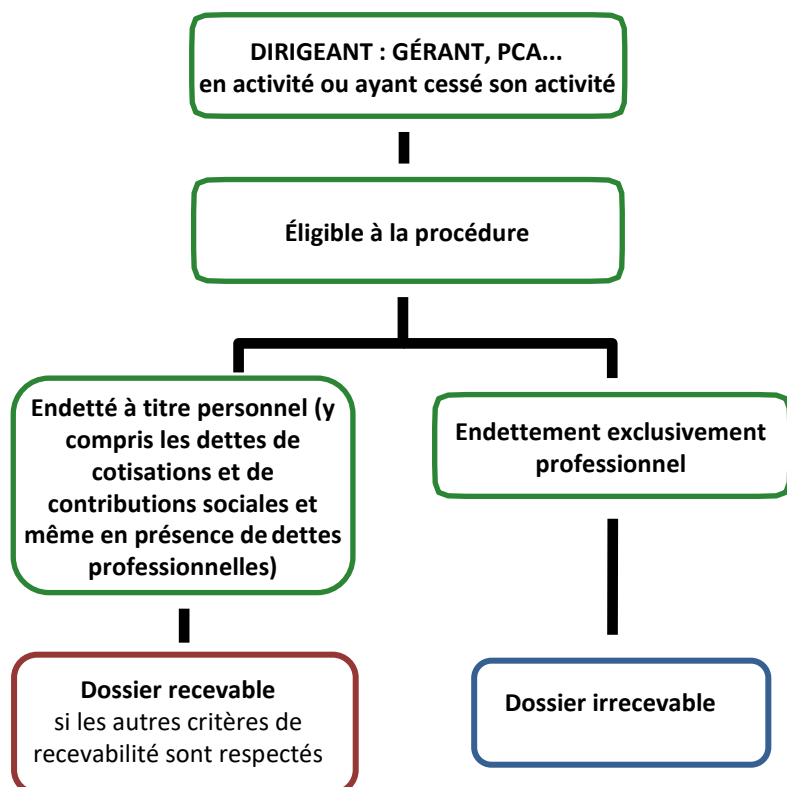 DIRIGEANT : GÉRANT, PCA...
en activité ou ayant cessé son activité
Éligible à la procédure
Endetté à titre personnel (y
compris les dettes de
cotisations et de
contributions sociales et
même en présence de dettes
professionnelles)
Endettement exclusivement
professionnel
Dossier recevable
si les autres critères de
recevabilité sont respectés
Dossier irrecevable